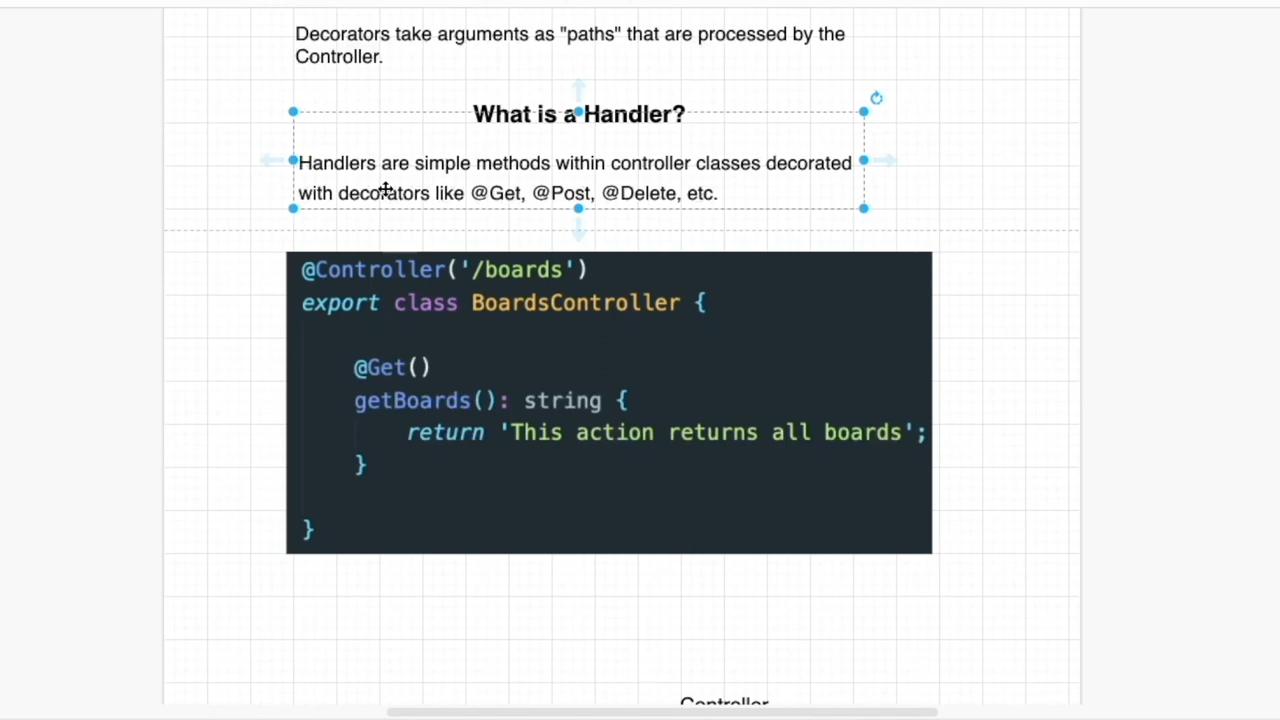 Decorators take arguments as "paths" that are processed by the
Controller.
What is a Handler?
Handlers are simple methods within controller classes decorated
with decorators like @Get, @Post, @Delete, etc.
@Controller('/boards')
export class BoardsController {
@Get()
getBoards(): string {
return 'This action returns all boards';
}
}
Controller